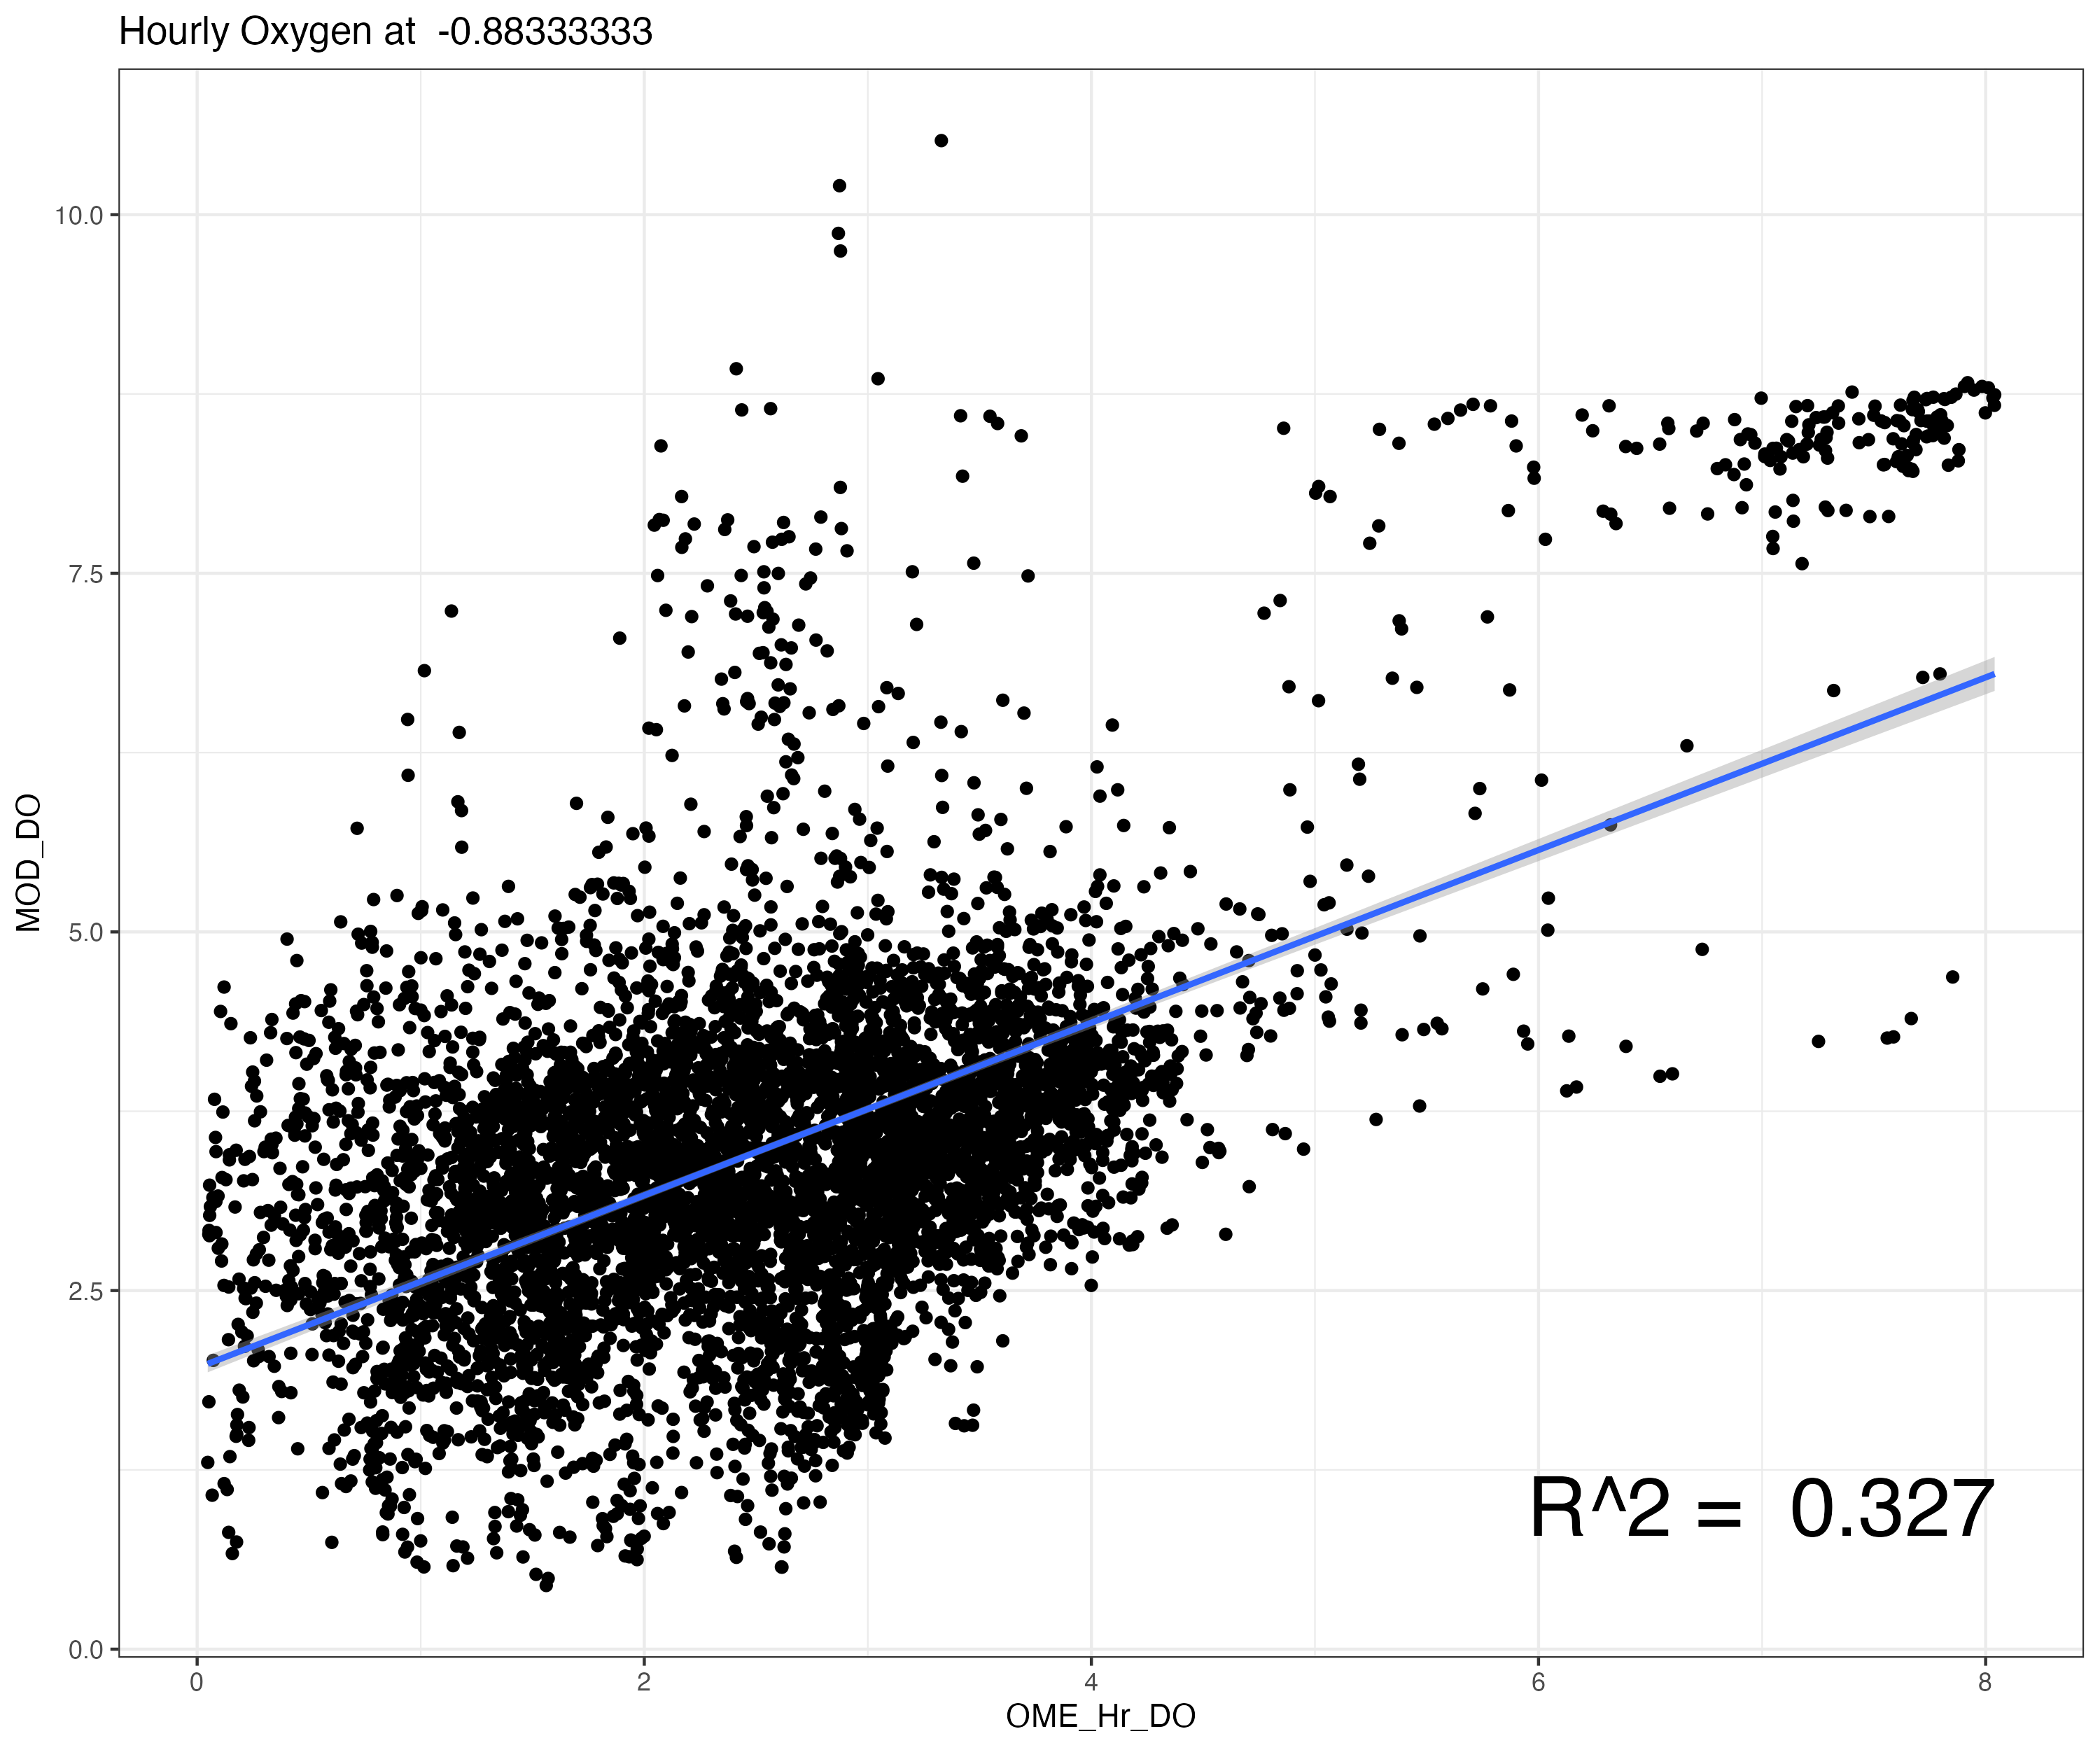 Hourly Oxygen at  -0.88333333
MOD_DO
10.0
7.5
5.0
2.5
0.0
R^2 =  0.327
0 2 4 6 8
OME_Hr_DO